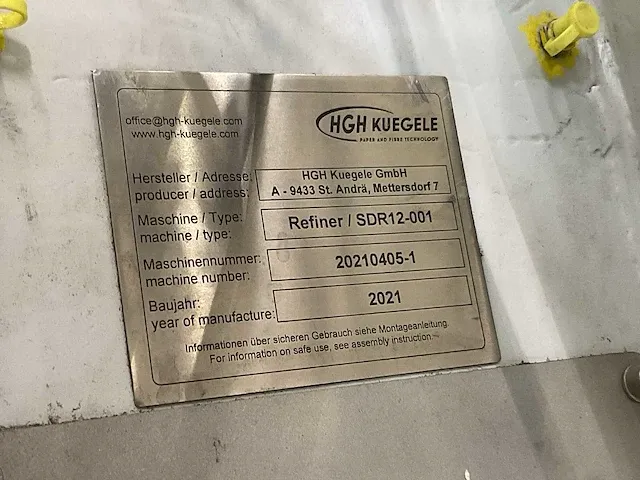 office@hgh-kuegele.com
www.hgh-kuegele.com
HGH KUEGELE
PAPER AND FIBRE TECHNOLOGY
Hersteller / Adresse:
producer / address:
HGH Kuegele GmbH
A - 9433 St. Andrä, Mettersdorf 7
Maschine / Type:
machine / type:
Refiner / SDR12-001
Maschinennummer:
machine number:
20210405-1
Baujahr:
year of manufacture:
2021
Informationen über sicheren Gebrauch siehe Montageanleitung.
For information on safe use, see assembly instruction.